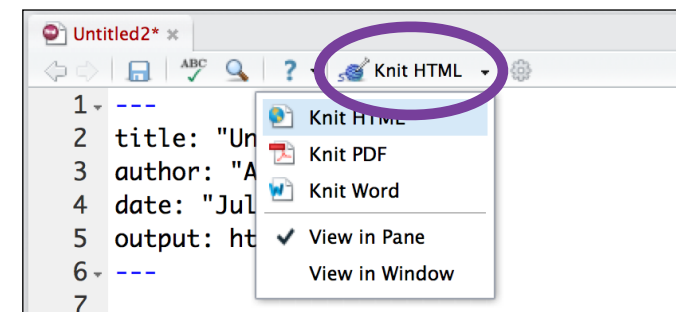 Untitled2*
ABC ? Knit HTML
1 ---
2 title: "Un
3 author: "A
4 date: "Jul
5 output: ht
6 ---
7
Knit HTML
Knit PDF
Knit Word
View in Pane
View in Window